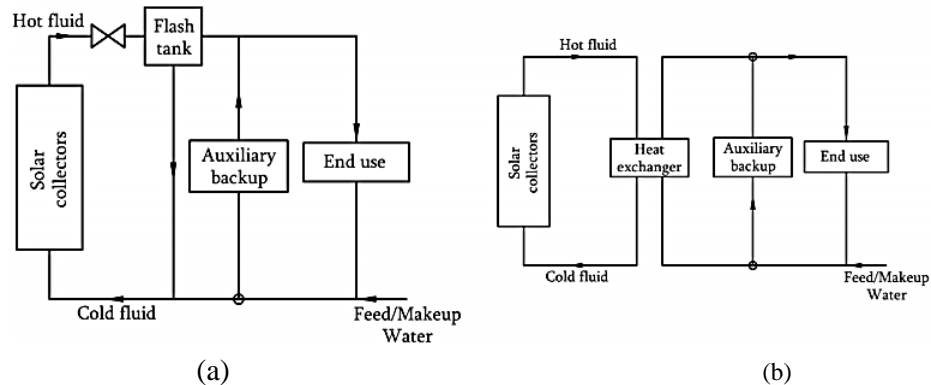 Hot fluid
Flash
tank
Solar
collectors
Auxiliary
backup
End use
Cold fluid
Feed/Makeup
Water
(a)
Hot fluid
Solar
collectors
Heat
exchanger
Auxiliary
backup
End use
Cold fluid
Feed/Makeup
Water
(b)